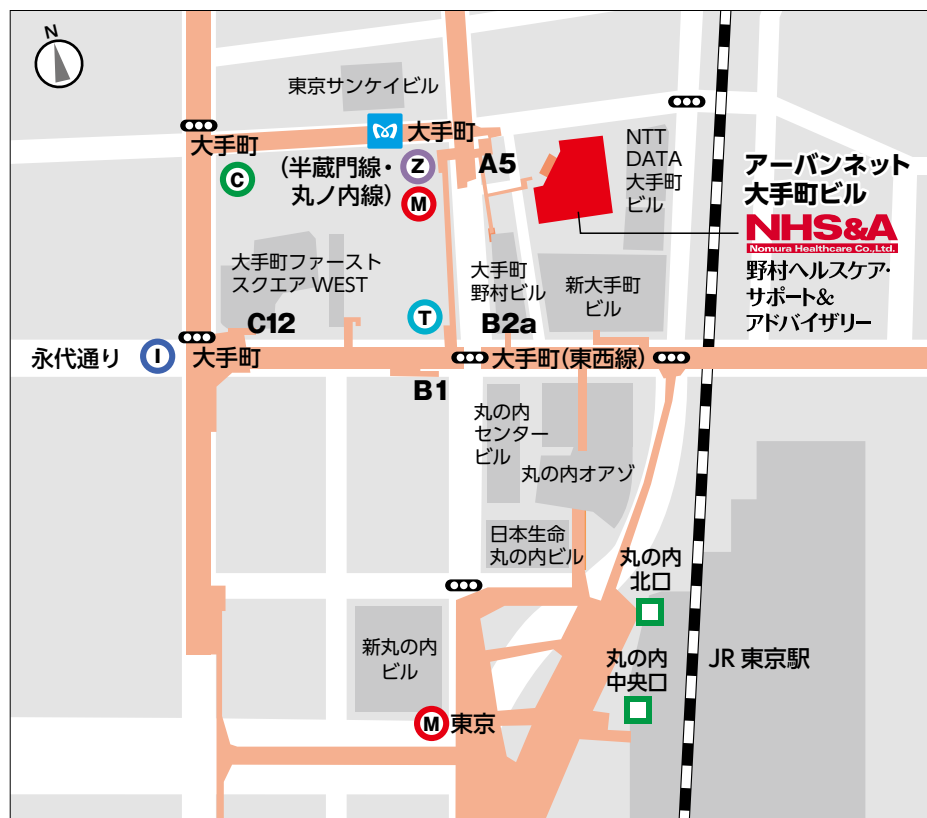 N
東京サンケイビル
大手町
大手町
C
(半蔵門線・
丸ノ内線)
Z
M
A5
NTT
DATA
大手町
ビル
アーバンネット
大手町ビル
NHS&A
Nomura Healthcare Co.,Ltd.
野村ヘルスケア・
サポート&
アドバイザリー
大手町ファースト
スクエア WEST
大手町
野村ビル
新大手町
ビル
C12
T
B2a
永代通り
I
大手町
大手町(東西線)
B1
丸の内
センター
ビル
丸の内オアゾ
日本生命
丸の内ビル
丸の内
北口
新丸の内
ビル
丸の内
中央口
JR 東京駅
M
東京